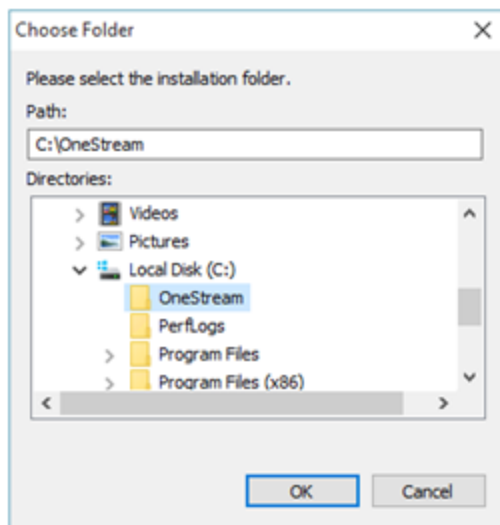 Choose Folder
Please select the installation folder.
Path:
C:\OneStream
Directories:
Videos
Pictures
Local Disk (C:)
OneStream
PerfLogs
Program Files
Program Files (x86)
OK Cancel